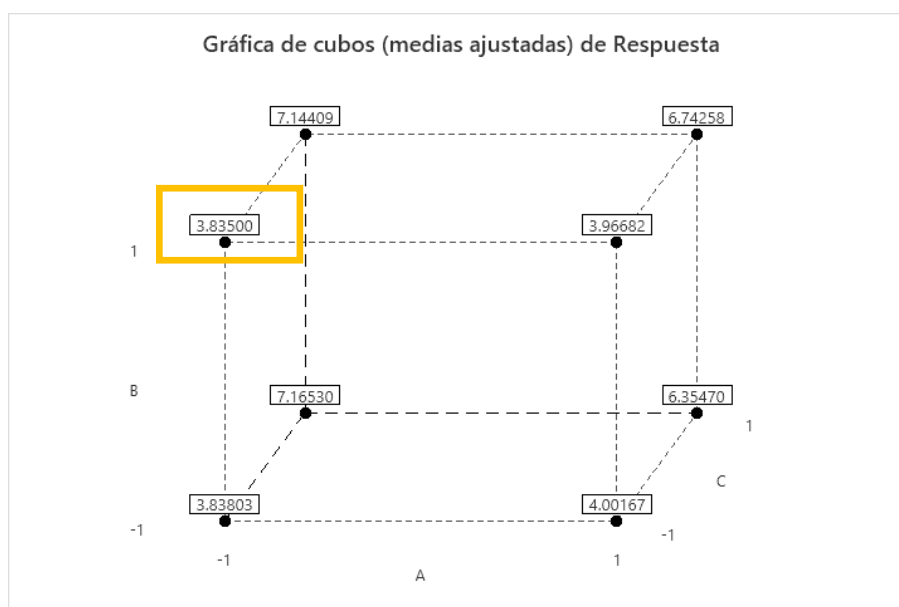 Gráfica de cubos (medias ajustadas) de Respuesta
7.14409 6.74258
3.83500 3.96682
1
B
7.16530 6.35470
1
C
3.83803 4.00167
-1 -1
-1 1
A